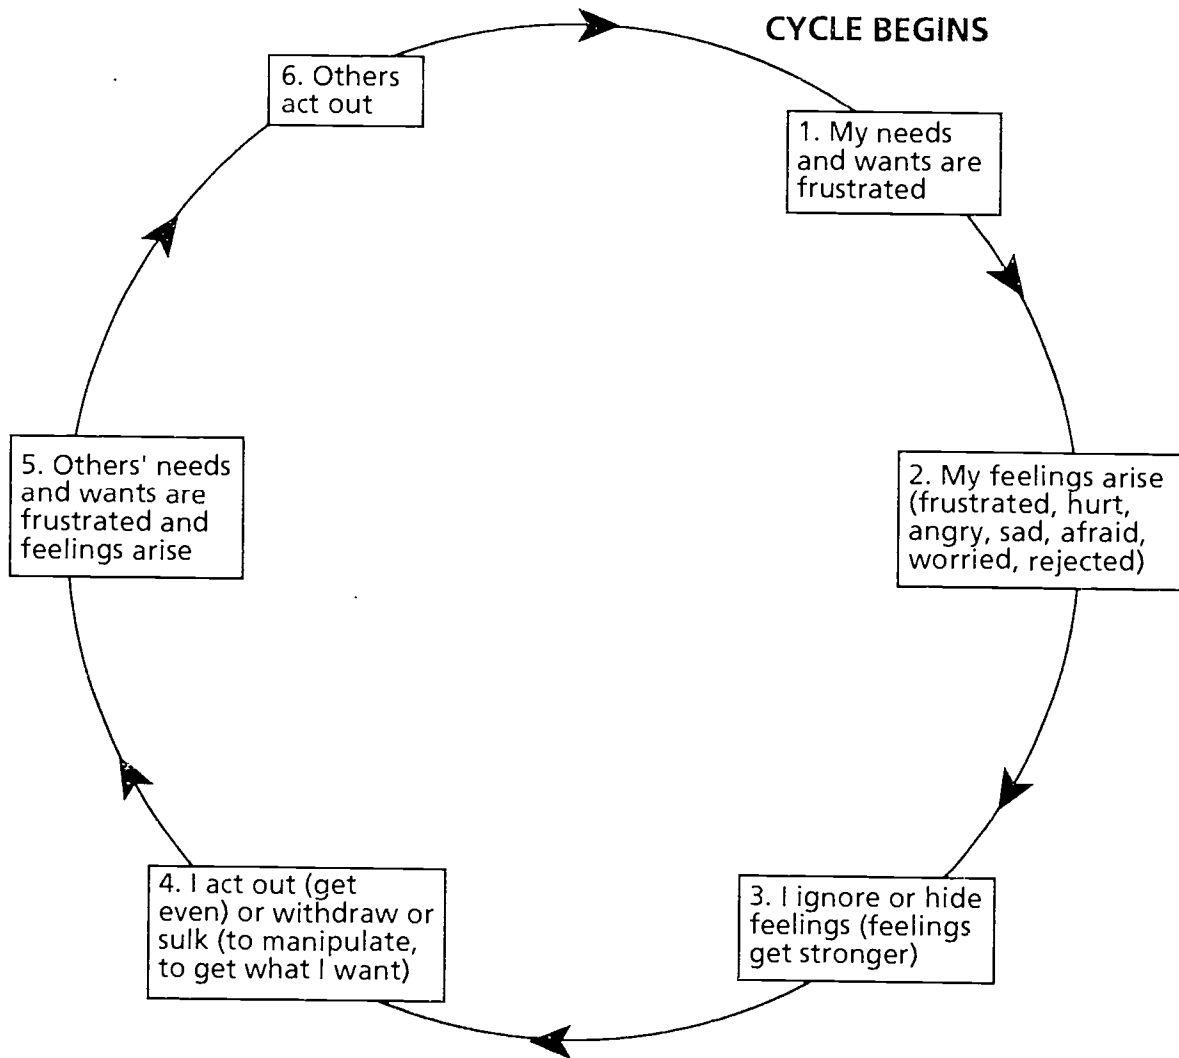 CYCLE BEGINS
1. My needs
and wants are
frustrated
2. My feelings arise
(frustrated, hurt,
angry, sad, afraid,
worried, rejected)
3. I ignore or hide
feelings (feelings
get stronger)
4. I act out (get
even) or withdraw or
sulk (to manipulate,
to get what I want)
5. Others' needs
and wants are
frustrated and
feelings arise
6. Others
act out